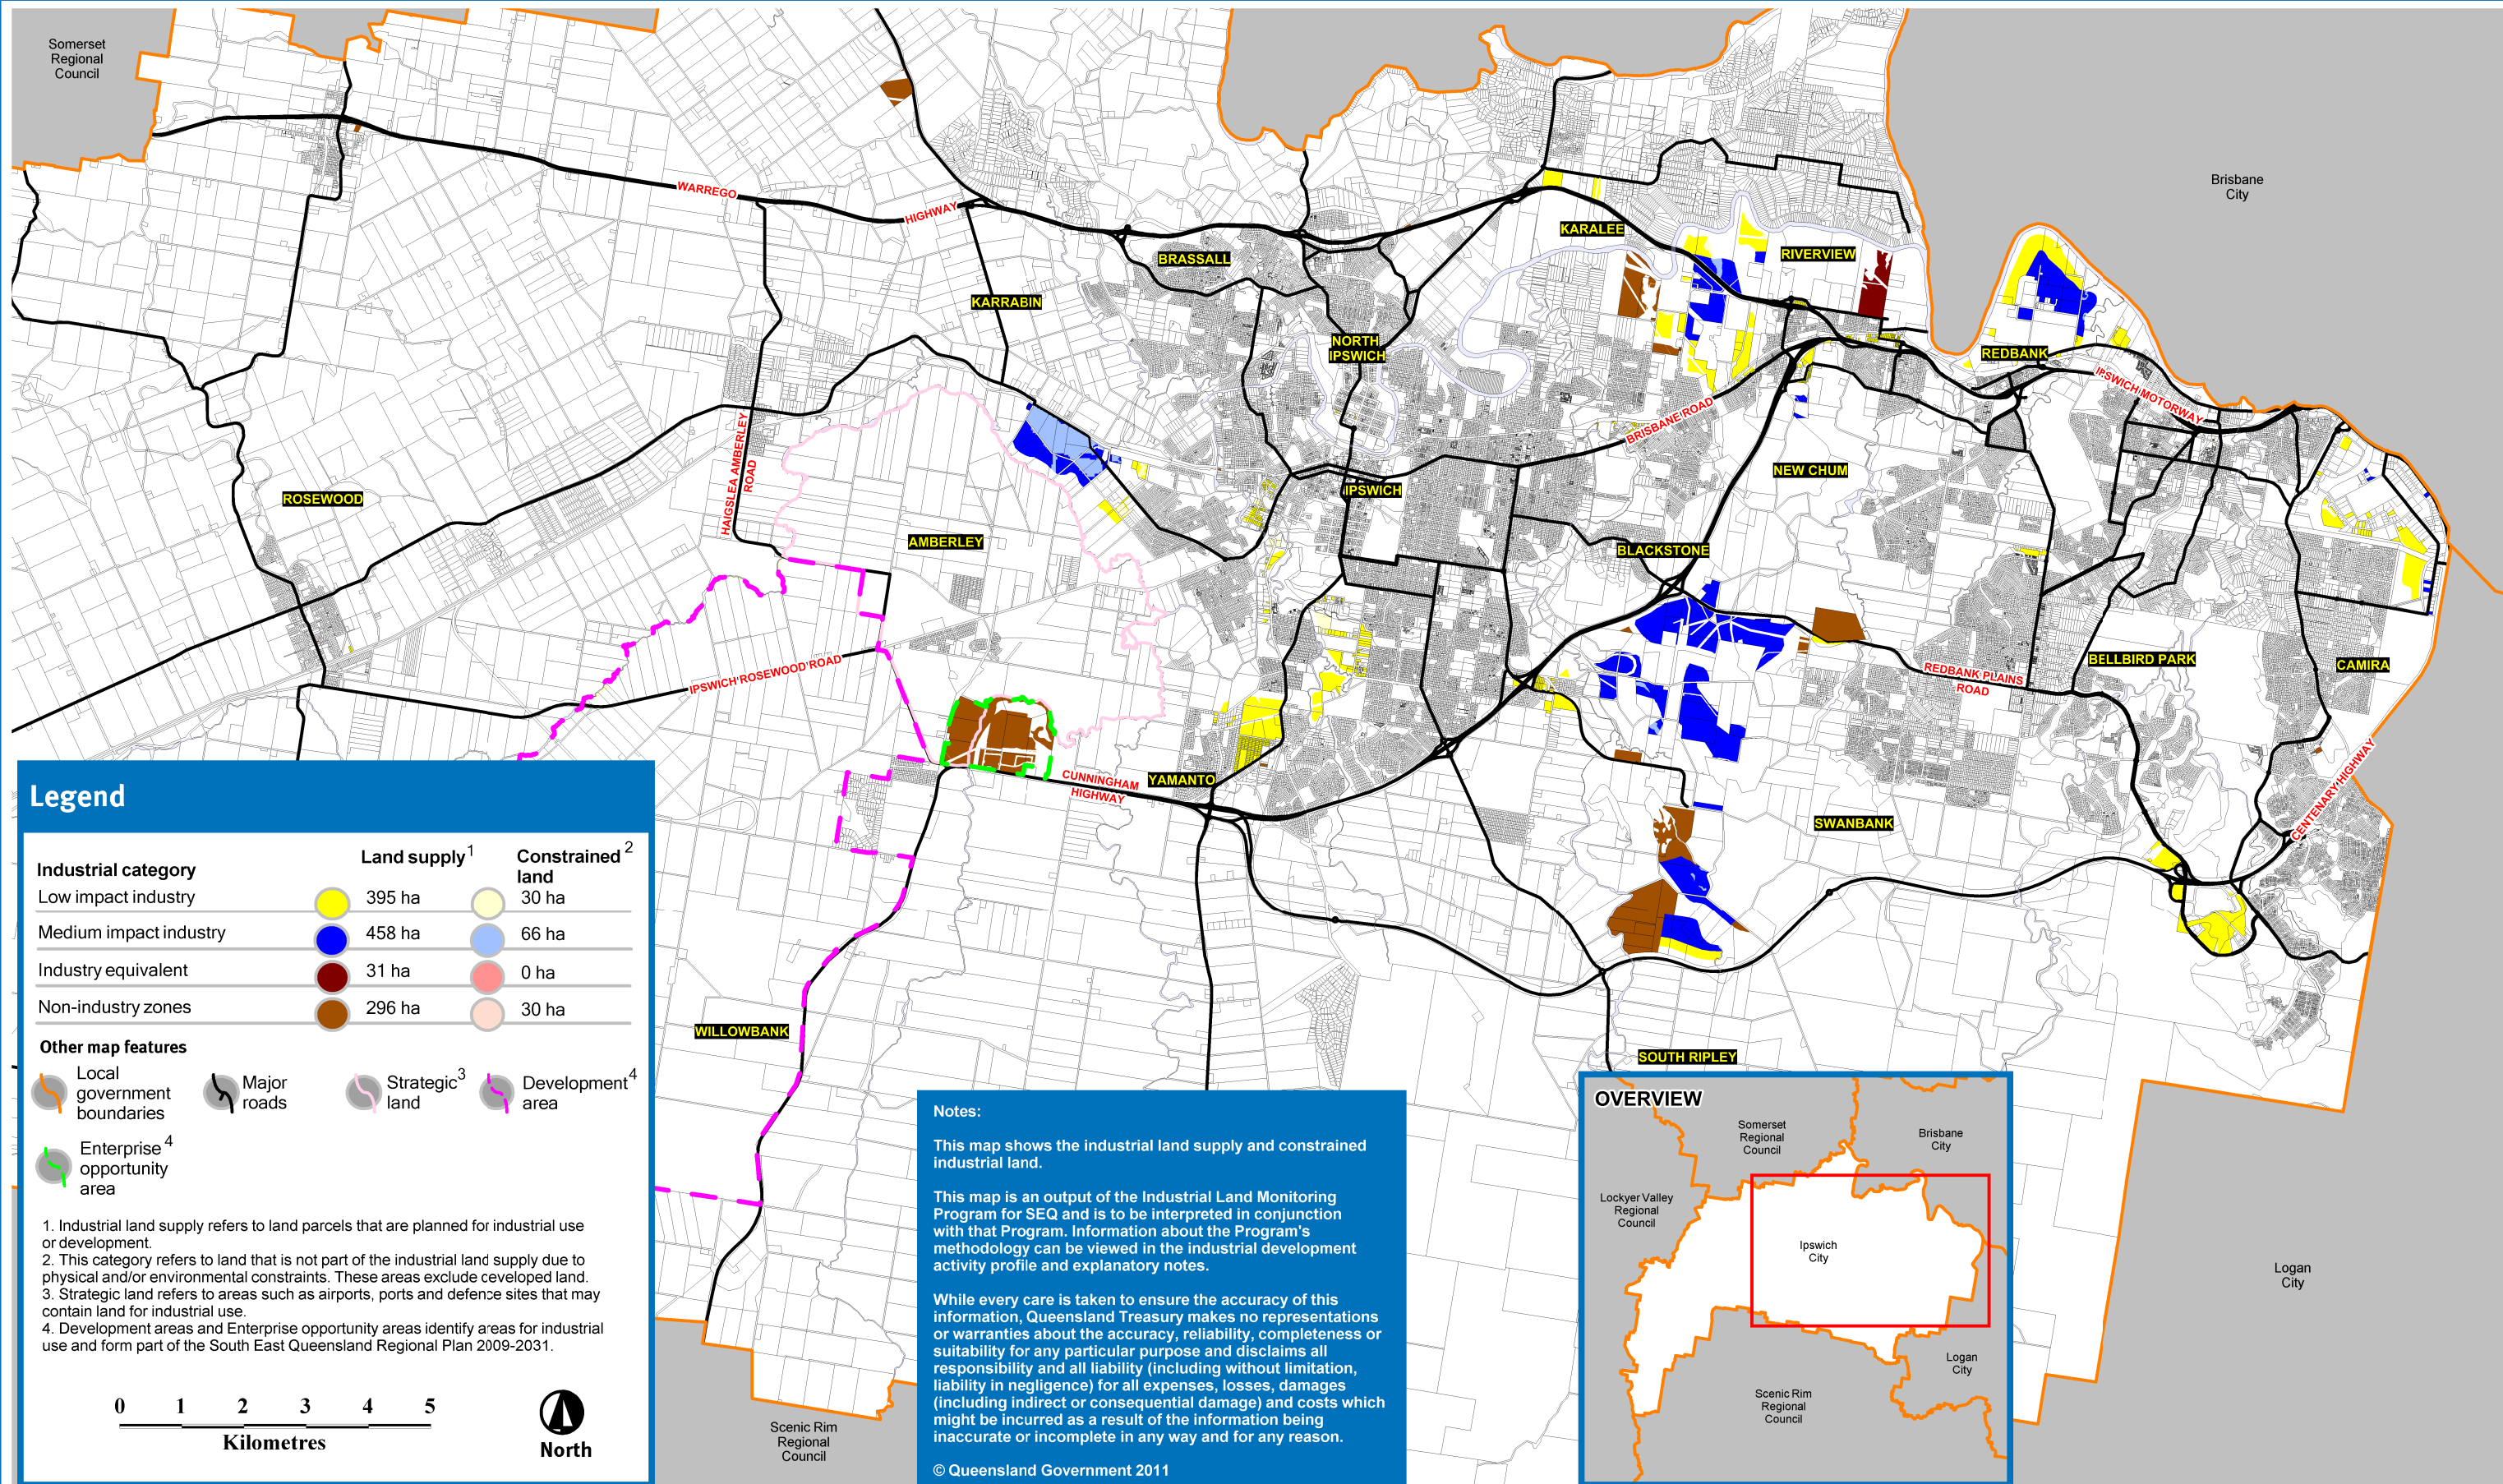 Somerset
Regional
Council
Brisbane
City
WARREGO
HIGHWAY
KARALEE
RIVERVIEW
BRASSALL
KARRABIN
NORTH
IPSWICH
REDBANK
IPSWICH MOTORWAY
BRISBANE ROAD
HAIGSLEA AMBERLEY
ROAD
NEW CHUM
IPSWICH
ROSEWOOD
AMBERLEY
BLACKSTONE
IPSWICH ROSEWOOD ROAD
REDBANK PLAINS
ROAD
BELLBIRD PARK
CAMIRA
CUNNINGHAM
HIGHWAY
YAMANTO
SWANBANK
CENTENARY HIGHWAY
WILLOWBANK
SOUTH RIPLEY
Legend
Industrial category
Land supply 1
Constrained 2
land
Low impact industry 395 ha 30 ha
Medium impact industry 458 ha 66 ha
Industry equivalent 31 ha 0 ha
Non-industry zones 296 ha 30 ha
Other map features
Local
government
boundaries
Major
roads
Strategic 3
land
Development 4
area
Enterprise 4
opportunity
area
1. Industrial land supply refers to land parcels that are planned for industrial use
or development.
2. This category refers to land that is not part of the industrial land supply due to
physical and/or environmental constraints. These areas exclude developed land.
3. Strategic land refers to areas such as airports, ports and defence sites that may
contain land for industrial use.
4. Development areas and Enterprise opportunity areas identify areas for industrial
use and form part of the South East Queensland Regional Plan 2009-2031.
0 1 2 3 4 5
Kilometres
North
Scenic Rim
Regional
Council
Notes:
This map shows the industrial land supply and constrained
industrial land.
This map is an output of the Industrial Land Monitoring
Program for SEQ and is to be interpreted in conjunction
with that Program. Information about the Program's
methodology can be viewed in the industrial development
activity profile and explanatory notes.
While every care is taken to ensure the accuracy of this
information, Queensland Treasury makes no representations
or warranties about the accuracy, reliability, completeness or
suitability for any particular purpose and disclaims all
responsibility and all liability (including without limitation,
liability in negligence) for all expenses, losses, damages
(including indirect or consequential damage) and costs which
might be incurred as a result of the information being
inaccurate or incomplete in any way and for any reason.
© Queensland Government 2011
OVERVIEW
Somerset
Regional
Council
Brisbane
City
Lockyer Valley
Regional
Council
Ipswich
City
Logan
City
Scenic Rim
Regional
Council
Logan
City